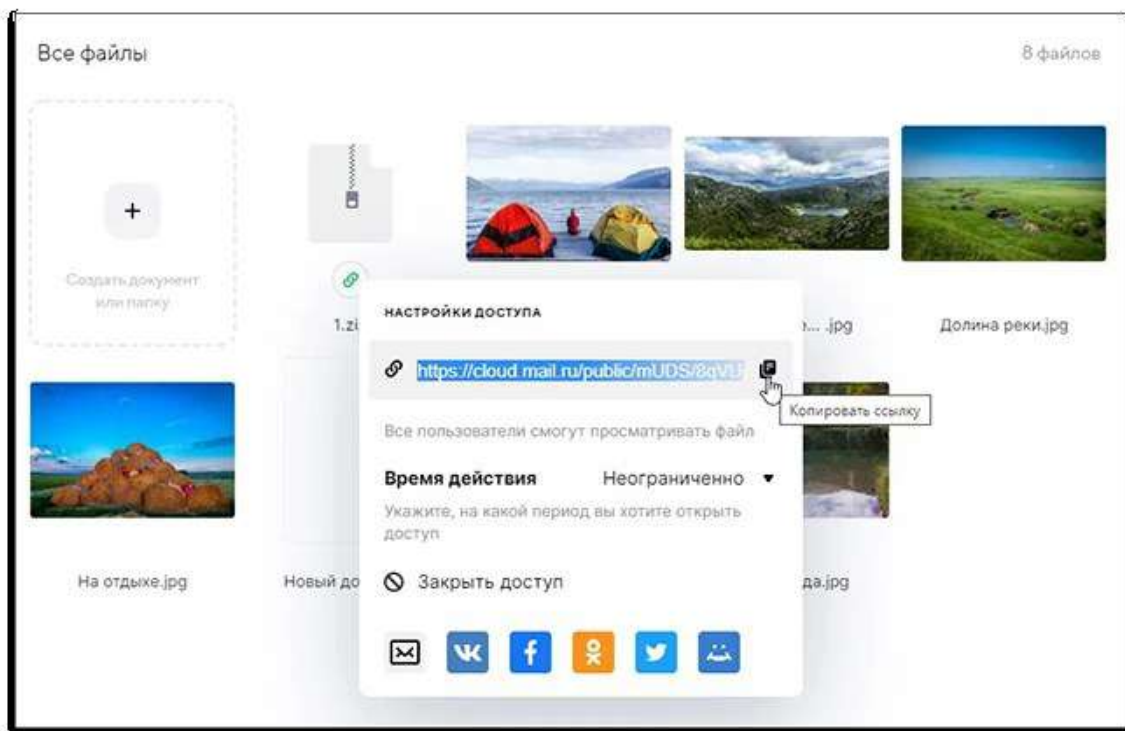 Все файлы
8 файлов
+
Создать документ
или папку
1.zi
... .jpg
Долина реки.jpg
НАСТРОЙКИ ДОСТУПА
https://cloud.mail.ru/public/mUDS/8qVU
Копировать ссылку
Все пользователи смогут просматривать файл
Время действия
Неограниченно
Укажите, на какой период вы хотите открыть
доступ
На отдыхе.jpg
Новый до
да.jpg
Закрыть доступ